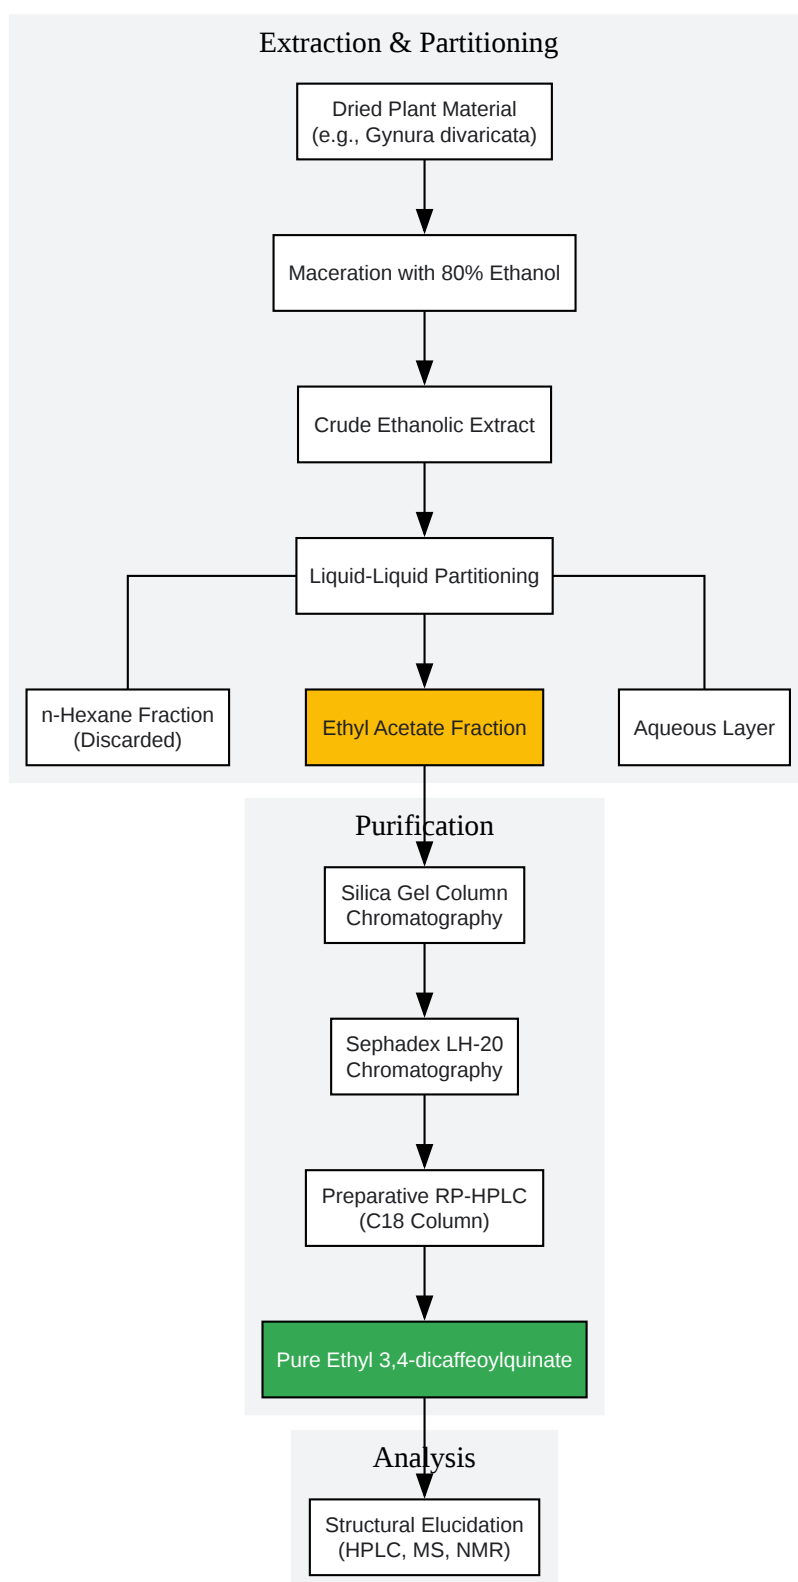 Extraction & Partitioning
Dried Plant Material
(e.g., Gynura divaricata)
Maceration with 80% Ethanol
Crude Ethanolic Extract
Liquid-Liquid Partitioning
n-Hexane Fraction
(Discarded)
Ethyl Acetate Fraction
Aqueous Layer
Purification
Silica Gel Column
Chromatography
Sephadex LH-20
Chromatography
Preparative RP-HPLC
(C18 Column)
Pure Ethyl 3,4-dicaffeoylquinate
Analysis
Structural Elucidation
(HPLC, MS, NMR)